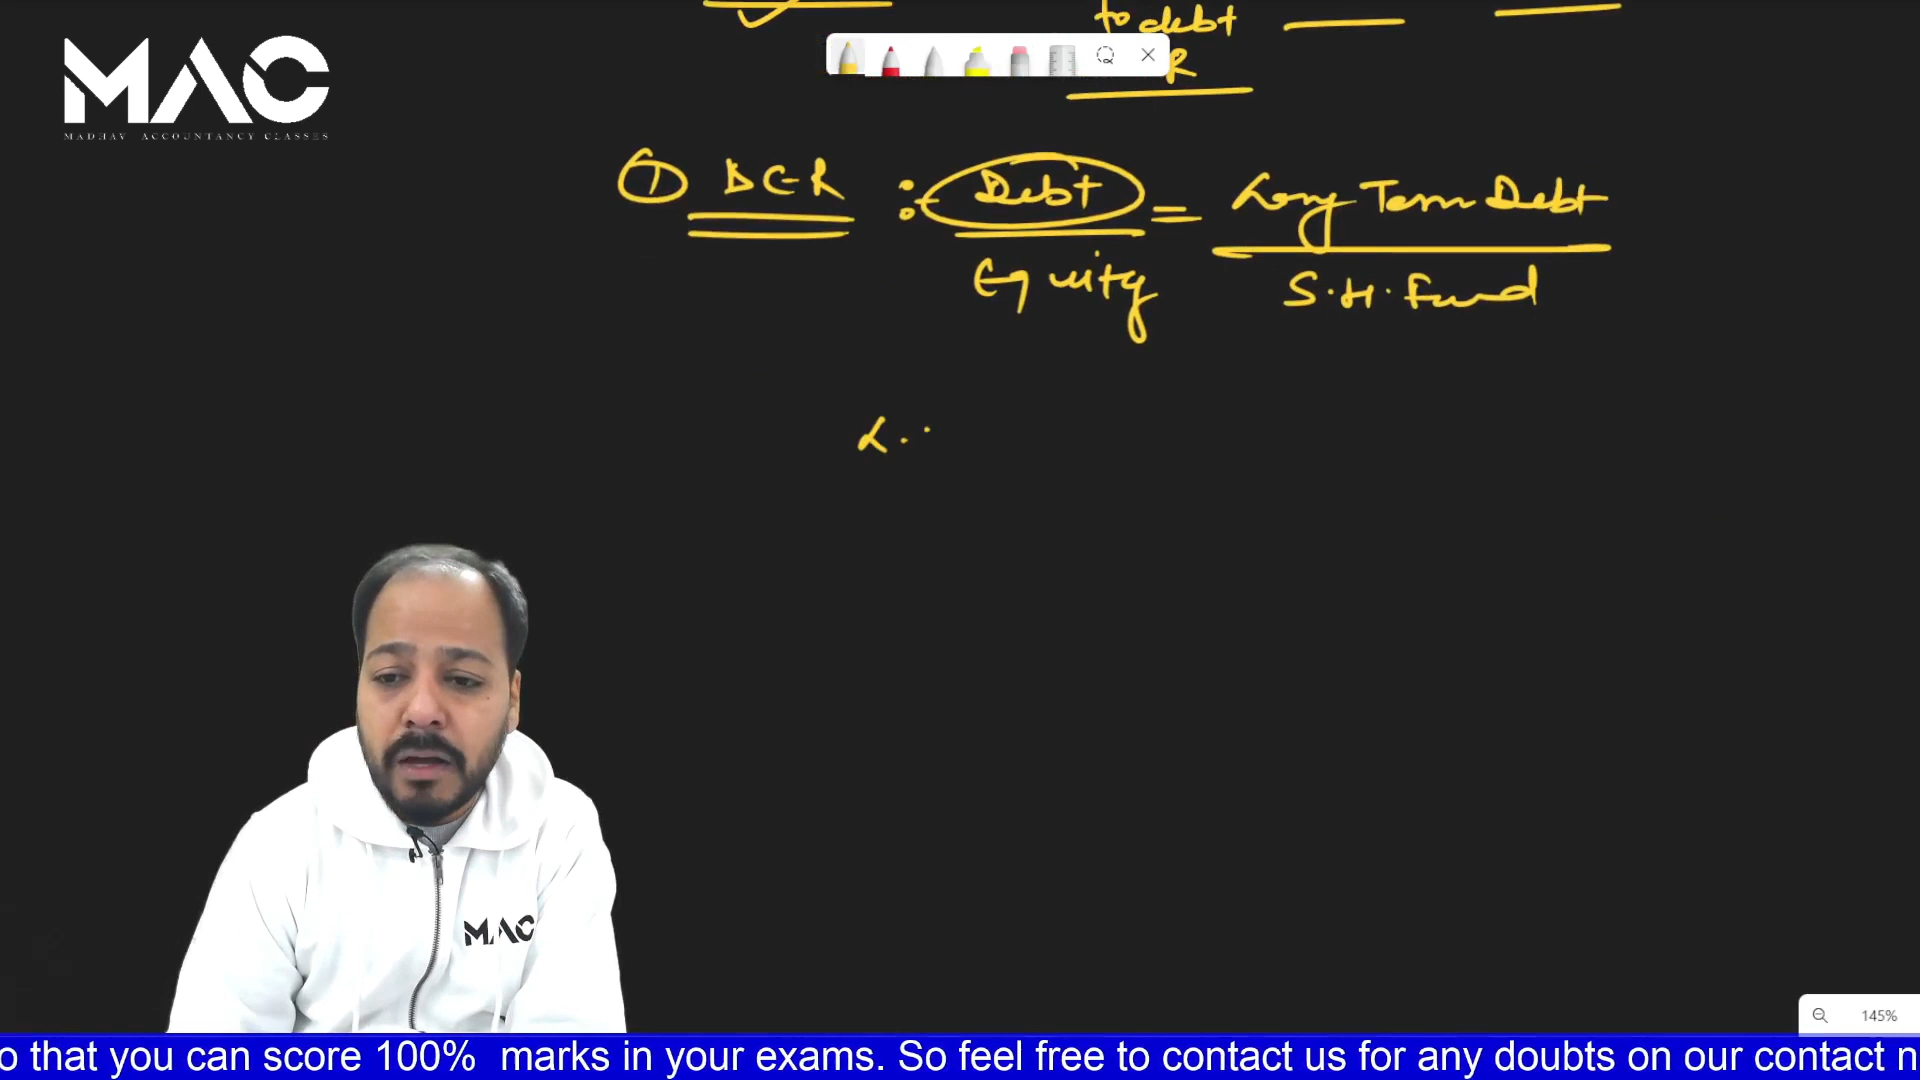 to debt
R
MAC
MADHAV ACCOUNTANCY CLASSES
① DER :- Debt = Long Term Debt
Equity S.H. Fund
L..
MAC
145%
o that you can score 100% marks in your exams. So feel free to contact us for any doubts on our contact n